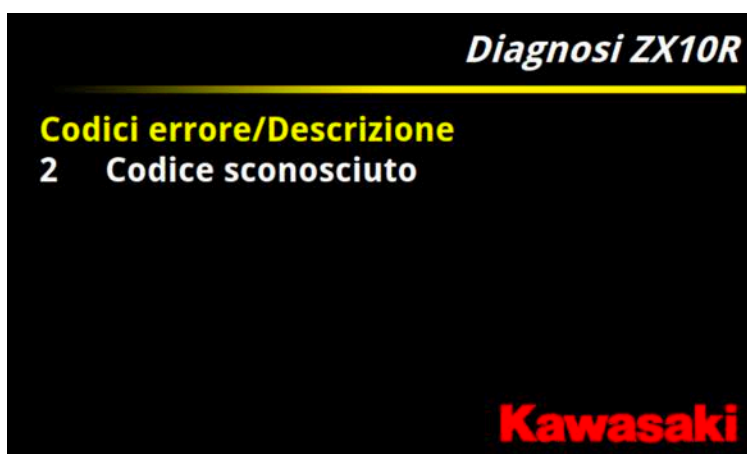 Diagnosi ZX10R
Codici errore/Descrizione
2 Codice sconosciuto
Kawasaki